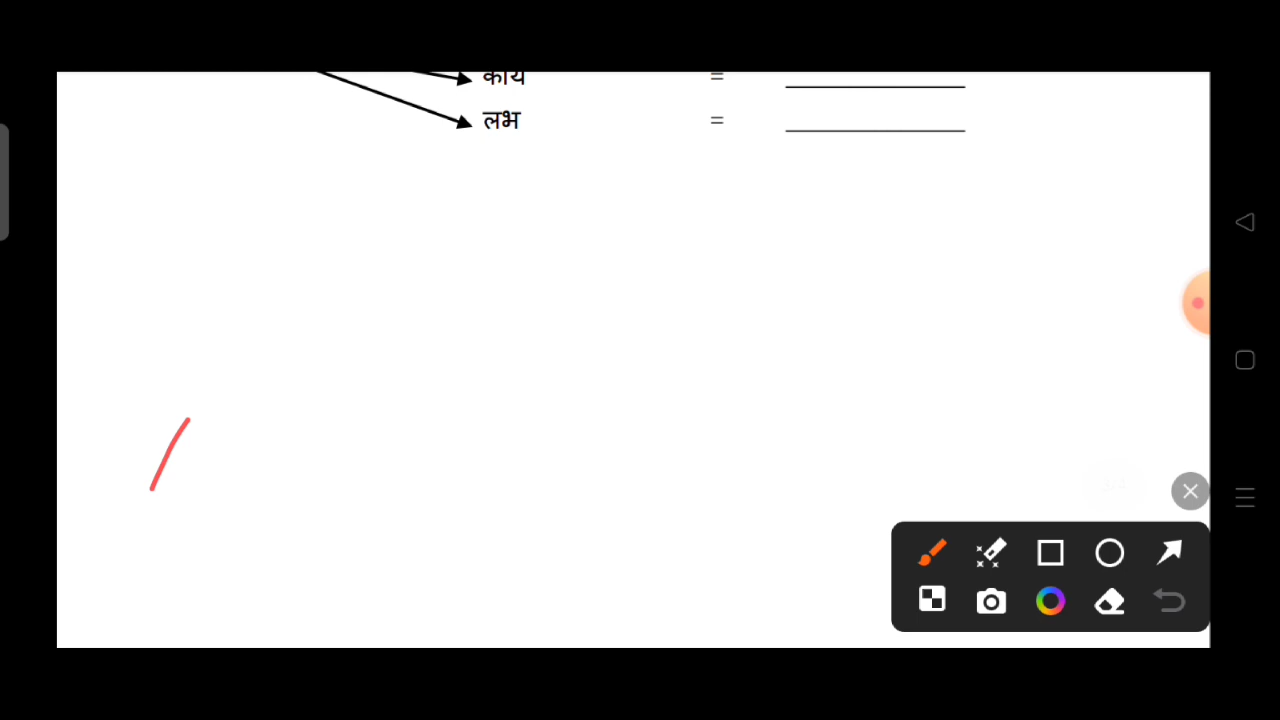 काय =
लभ =